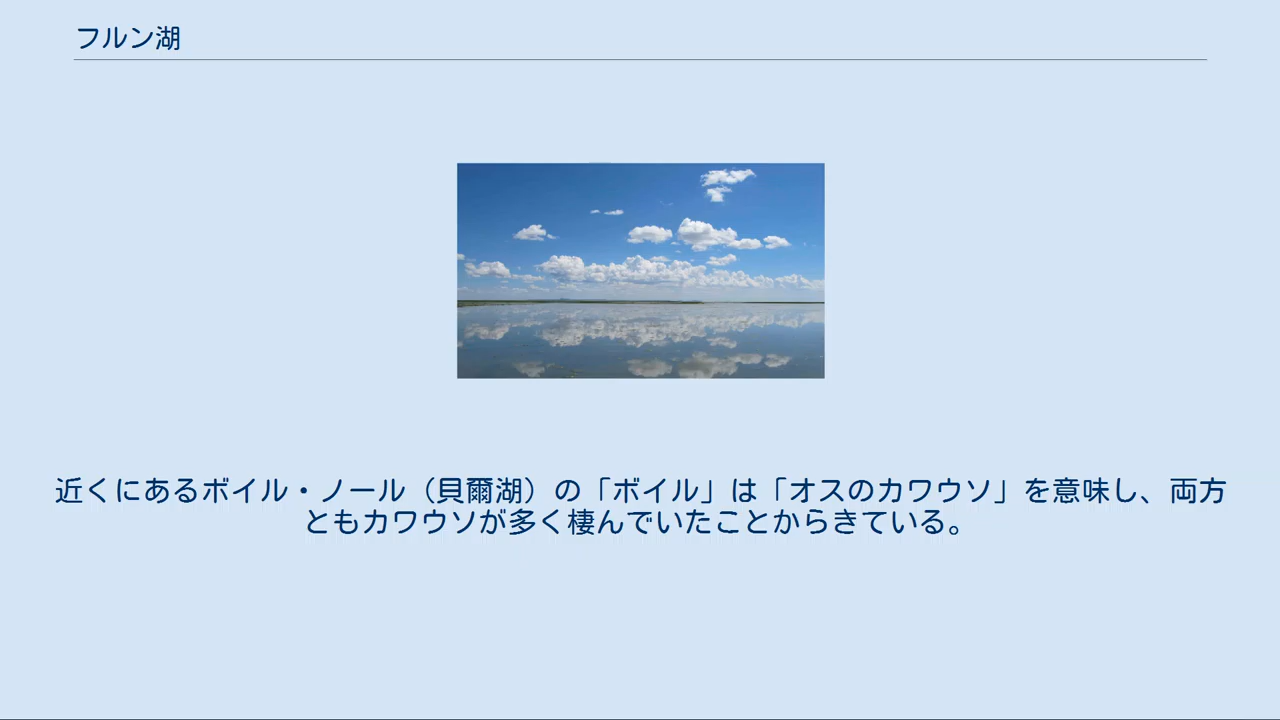 フルン湖
近くにあるボイル・ノール（貝爾湖）の「ボイル」は「オスのカワウソ」を意味し、両方
ともカワウソが多く棲んでいたことからきている。